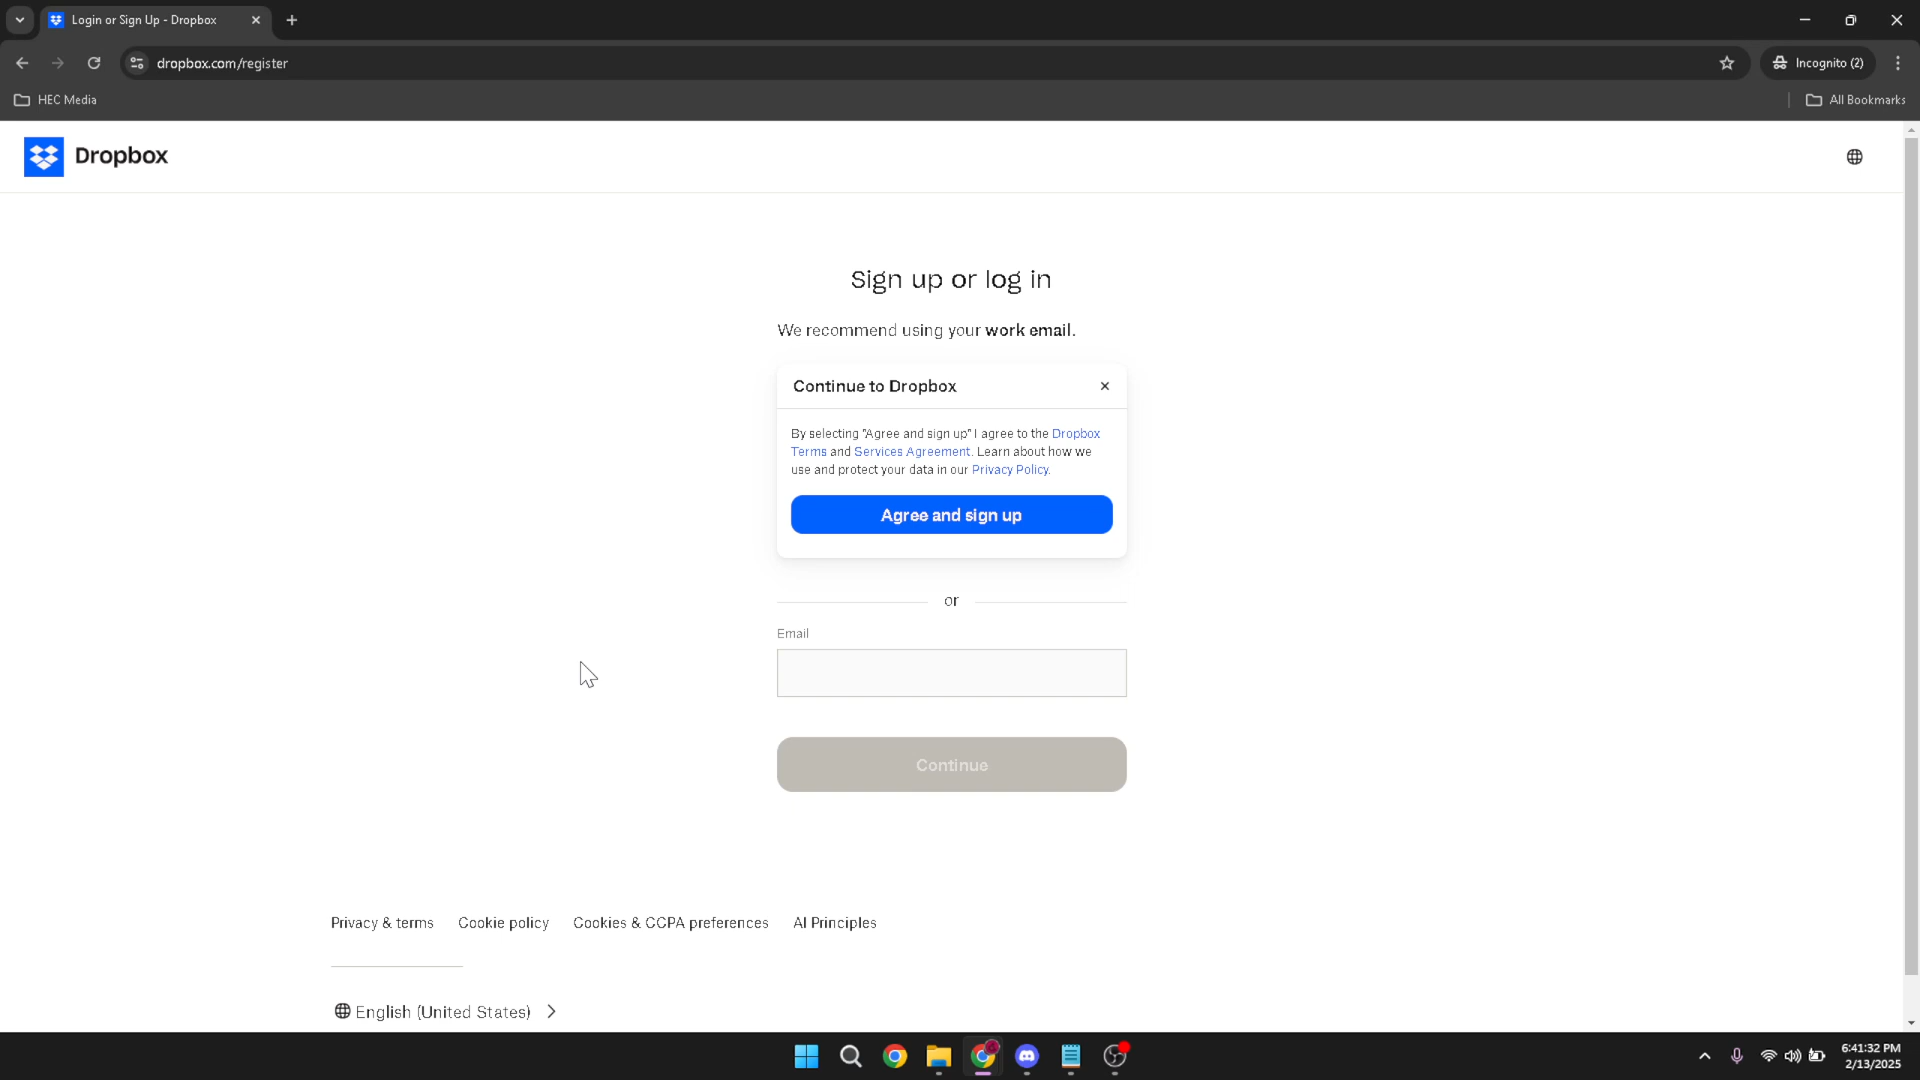 Login or Sign Up - Dropbox
dropbox.com/register
Incognito (2)
HEC Media
All Bookmarks
Dropbox
Sign up or log in
We recommend using your work email.
Continue to Dropbox
By selecting "Agree and sign up" I agree to the Dropbox
Terms and Services Agreement. Learn about how we
use and protect your data in our Privacy Policy.
Agree and sign up
or
Email
Continue
Privacy & terms Cookie policy Cookies & CCPA preferences AI Principles
English (United States)
6:41:32 PM
2/13/2025